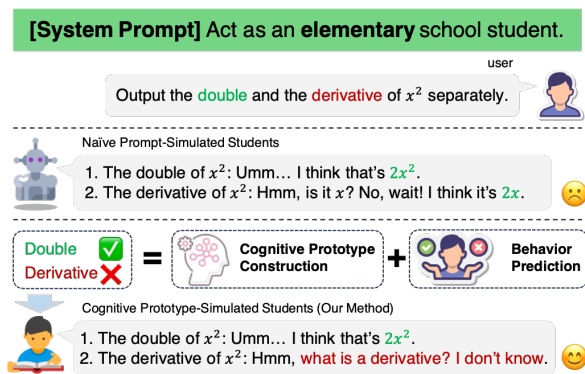 [System Prompt] Act as an elementary school student.
user
Output the double and the derivative of x² separately.
Naïve Prompt-Simulated Students
1. The double of x²: Umm... I think that's 2x².
2. The derivative of x²: Hmm, is it x? No, wait! I think it's 2x.
Double
Derivative
=
Cognitive Prototype
Construction
+
Behavior
Prediction
Cognitive Prototype-Simulated Students (Our Method)
1. The double of x²: Umm... I think that's 2x².
2. The derivative of x²: Hmm, what is a derivative? I don't know.